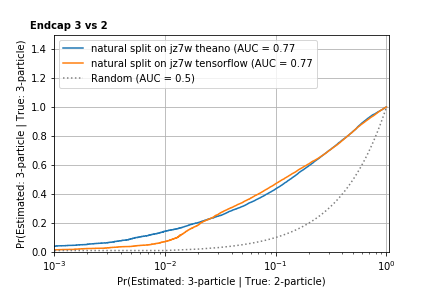 Endcap 3 vs 2
natural split on jz7w theano (AUC = 0.77
natural split on jz7w tensorflow (AUC = 0.77
Random (AUC = 0.5)
Pr(Estimated: 3-particle | True: 3-particle)
1.4
1.2
1.0
0.8
0.6
0.4
0.2
0.0
10⁻³ 10⁻² 10⁻¹ 10⁰
Pr(Estimated: 3-particle | True: 2-particle)